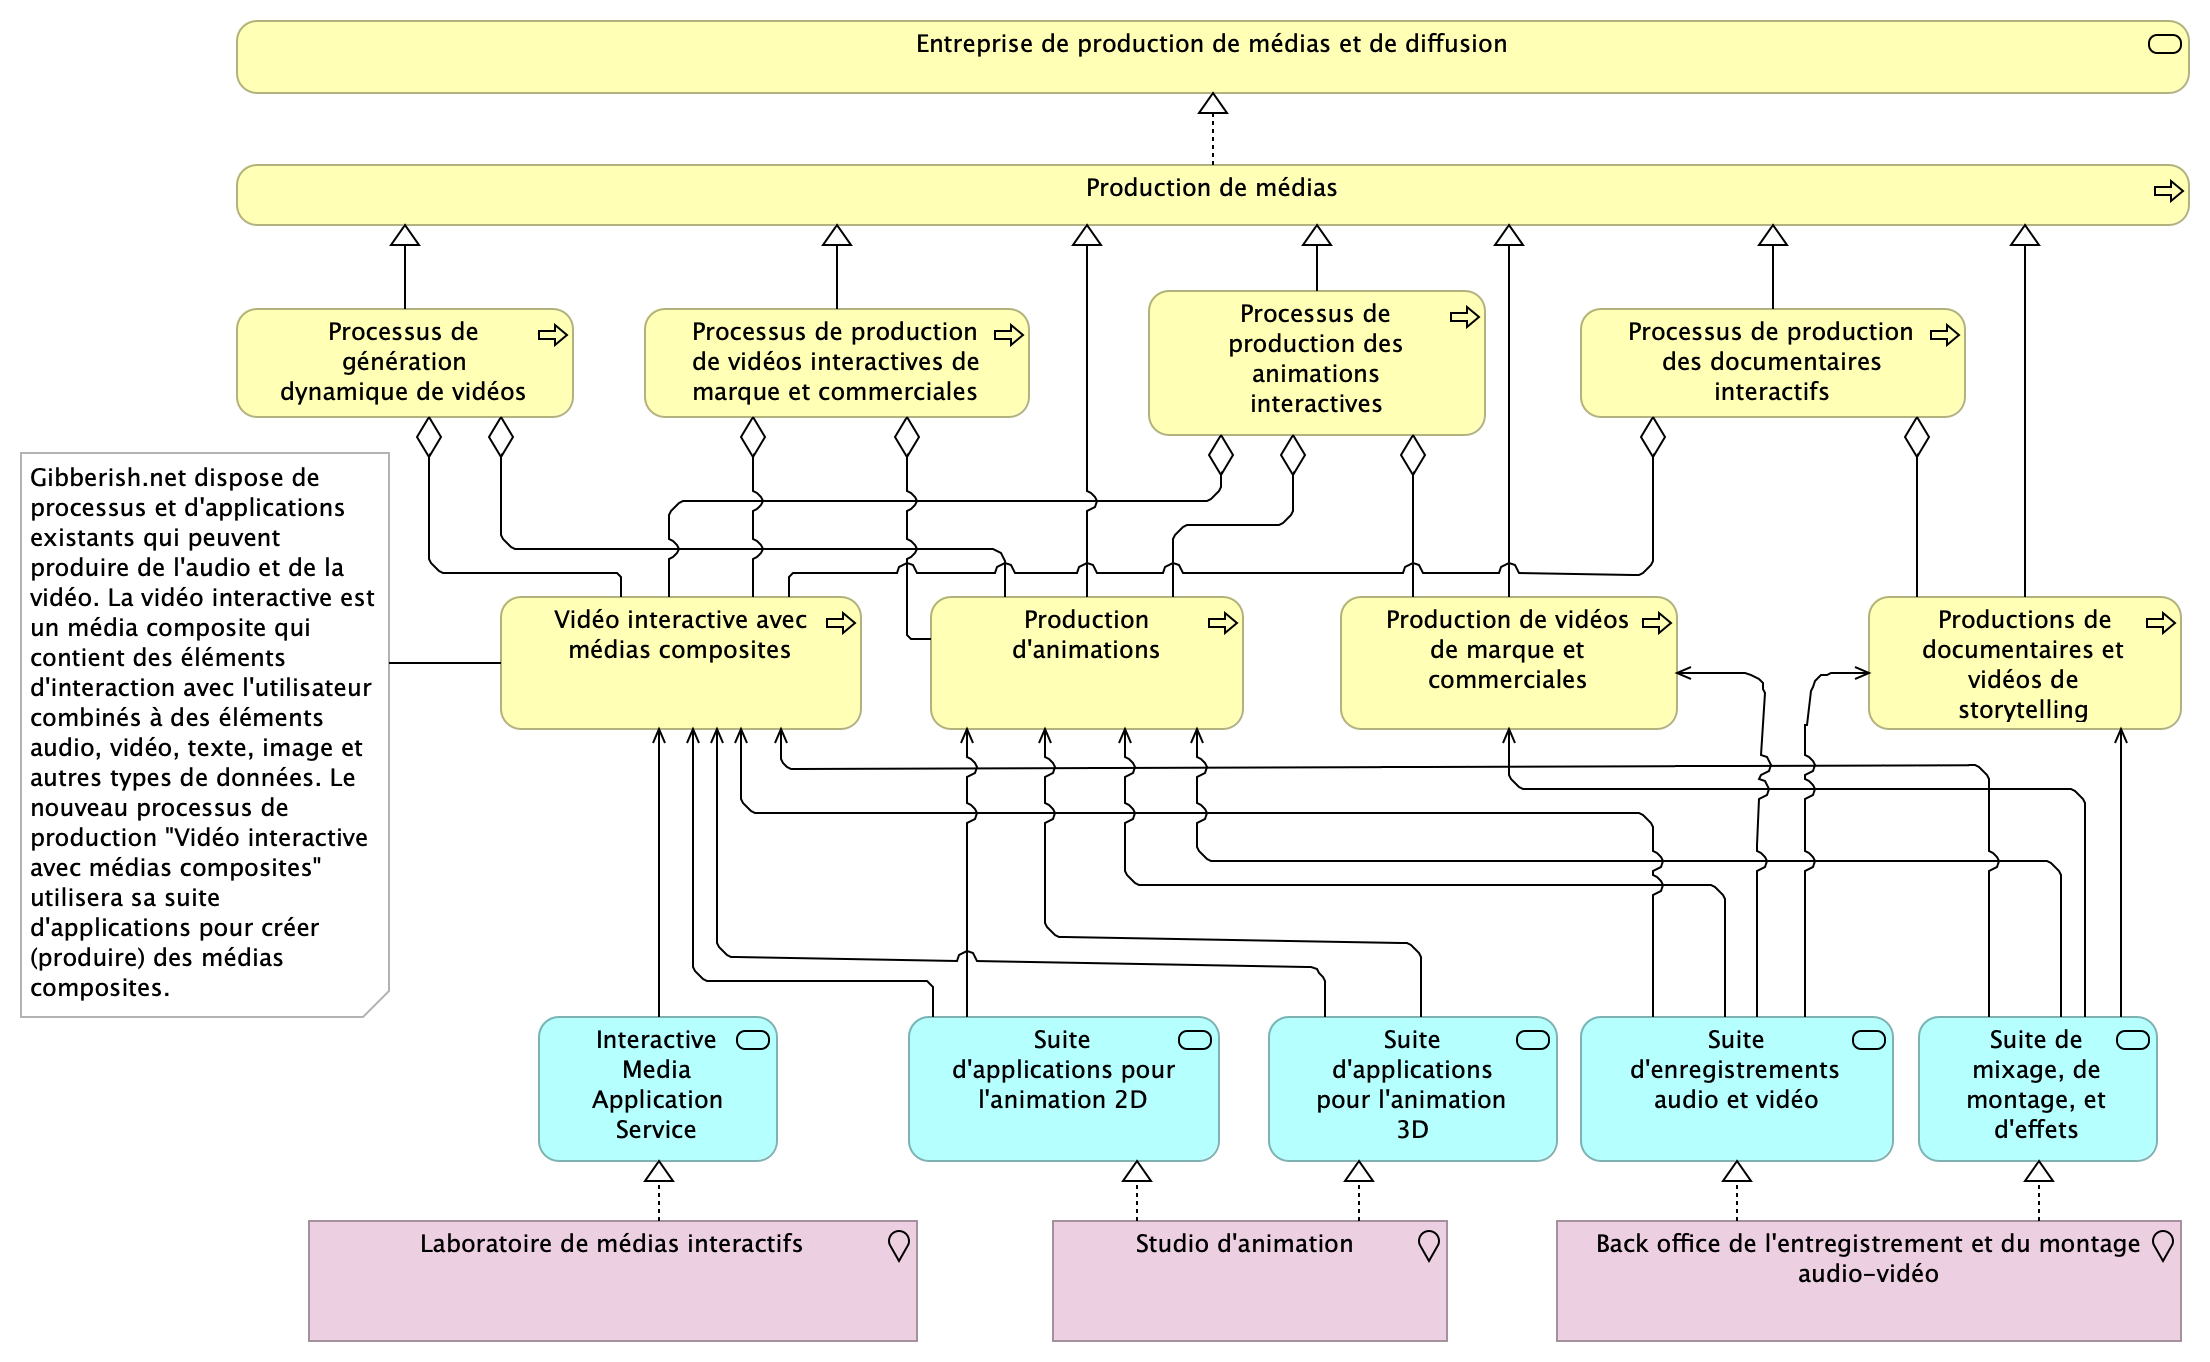 Entreprise de production de médias et de diffusion
Production de médias
Processus de
génération
dynamique de vidéos
Processus de production
de vidéos interactives de
marque et commerciales
Processus de
production des
animations
interactives
Processus de production
des documentaires
interactifs
Gibberish.net dispose de
processus et d'applications
existants qui peuvent
produire de l'audio et de la
vidéo. La vidéo interactive est
un média composite qui
contient des éléments
d'interaction avec l'utilisateur
combinés à des éléments
audio, vidéo, texte, image et
autres types de données. Le
nouveau processus de
production "Vidéo interactive
avec médias composites"
utilisera sa suite
d'applications pour créer
(produire) des médias
composites.
Vidéo interactive avec
médias composites
Production
d'animations
Production de vidéos
de marque et
commerciales
Productions de
documentaires et
vidéos de
storytelling
Interactive
Media
Application
Service
Suite
d'applications pour
l'animation 2D
Suite
d'applications
pour l'animation
3D
Suite
d'enregistrements
audio et vidéo
Suite de
mixage, de
montage, et
d'effets
Laboratoire de médias interactifs
Studio d'animation
Back office de l'entregistrement et du montage
audio-vidéo